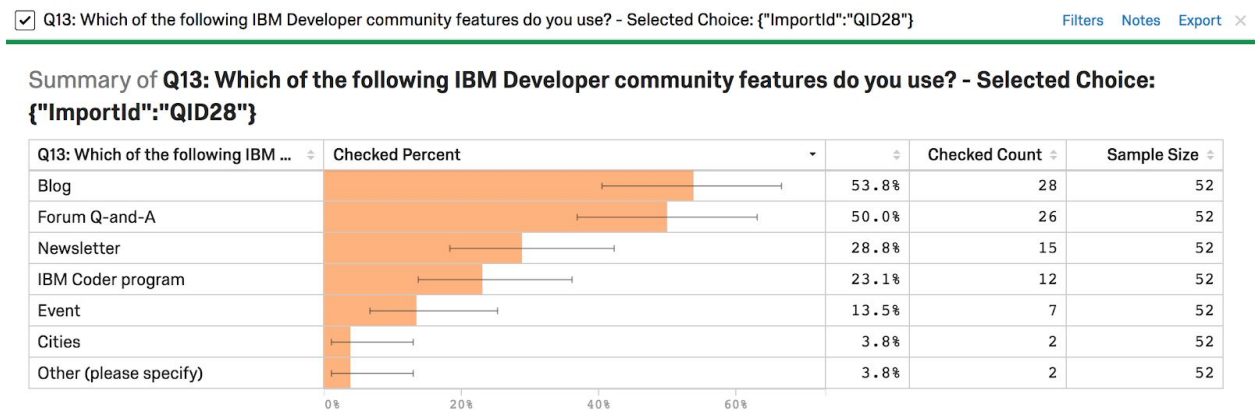 Q13: Which of the following IBM Developer community features do you use? - Selected Choice: {"ImportId":"QID28"} Filters Notes Export ×
Summary of Q13: Which of the following IBM Developer community features do you use? - Selected Choice:
{"ImportId":"QID28"}
Q13: Which of the following IBM ... Checked Percent Checked Count Sample Size
Blog 53.8% 28 52
Forum Q-and-A 50.0% 26 52
Newsletter 28.8% 15 52
IBM Coder program 23.1% 12 52
Event 13.5% 7 52
Cities 3.8% 2 52
Other (please specify) 3.8% 2 52
0% 20% 40% 60%